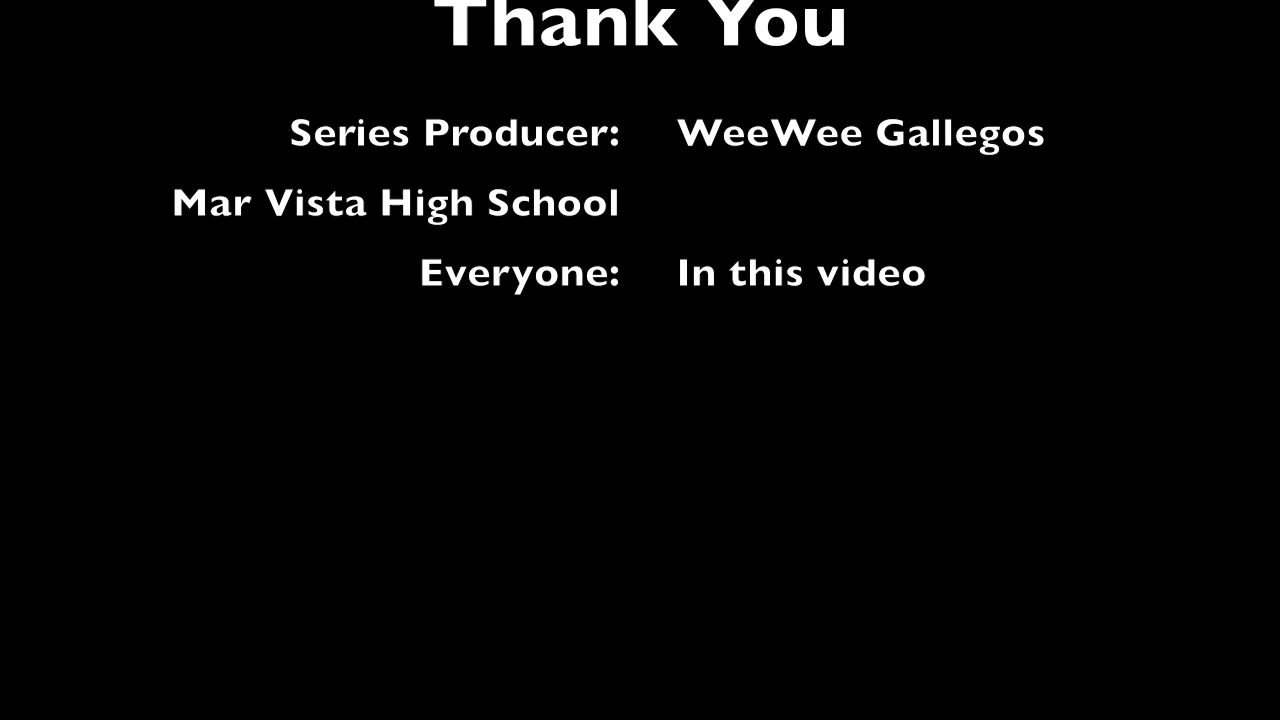 Thank You
Series Producer: WeeWee Gallegos
Mar Vista High School
Everyone: In this video